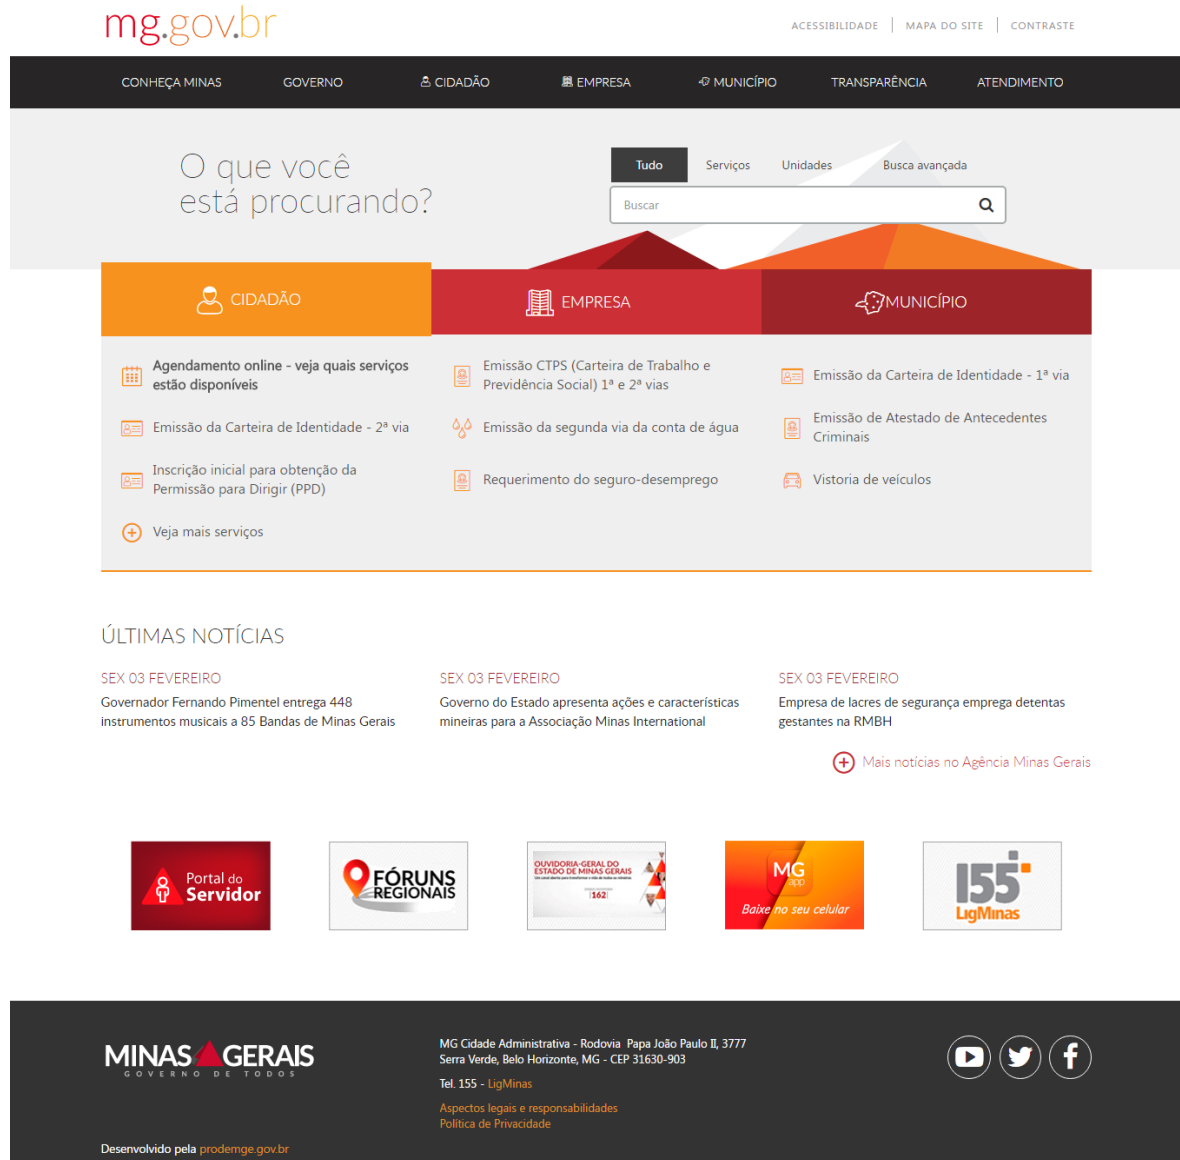 mg.gov.br
ACESSIBILIDADE | MAPA DO SITE | CONTRASTE
CONHEÇA MINAS GOVERNO CIDADÃO EMPRESA MUNICÍPIO TRANSPARÊNCIA ATENDIMENTO
O que você
está procurando?
Tudo Serviços Unidades Busca avançada
Buscar
CIDADÃO EMPRESA MUNICÍPIO
Agendamento online - veja quais serviços
estão disponíveis
Emissão CTPS (Carteira de Trabalho e
Previdência Social) 1ª e 2ª vias
Emissão da Carteira de Identidade - 1ª via
Emissão da Carteira de Identidade - 2ª via
Emissão da segunda via da conta de água
Emissão de Atestado de Antecedentes
Criminais
Inscrição inicial para obtenção da
Permissão para Dirigir (PPD)
Requerimento do seguro-desemprego
Vistoria de veículos
Veja mais serviços
ÚLTIMAS NOTÍCIAS
SEX 03 FEVEREIRO
Governador Fernando Pimentel entrega 448
instrumentos musicais a 85 Bandas de Minas Gerais
SEX 03 FEVEREIRO
Governo do Estado apresenta ações e características
mineiras para a Associação Minas International
SEX 03 FEVEREIRO
Empresa de lacres de segurança emprega detentas
gestantes na RMBH
Mais notícias no Agência Minas Gerais
Portal do
Servidor
FÓRUNS
REGIONAIS
OUVIDORIA-GERAL DO
ESTADO DE MINAS GERAIS
162
MG
app
Baixe no seu celular
155
LigMinas
MINAS GERAIS
GOVERNO DE TODOS
MG Cidade Administrativa - Rodovia Papa João Paulo II, 3777
Serra Verde, Belo Horizonte, MG - CEP 31630-903
Tel. 155 - LigMinas
Aspectos legais e responsabilidades
Política de Privacidade
Desenvolvido pela prodemge.gov.br